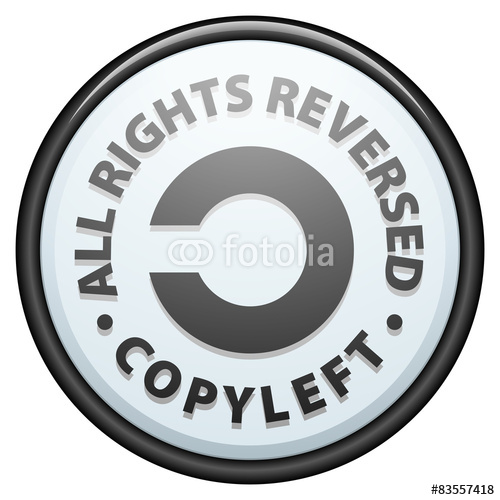 ALL RIGHTS REVERSED
• COPYLEFT •
fotolia
#83557418